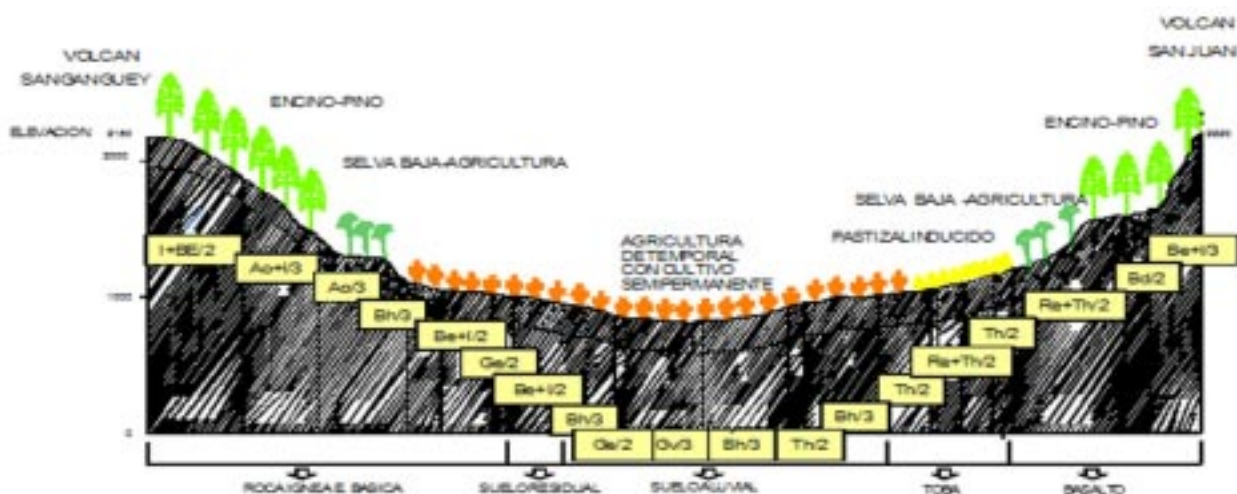 VOLCAN
SANGANGUEY
VOLCAN
SAN JUAN
ENCINO-PINO
ENCINO-PINO
ELEVACION
2000
SELVA BAJA-AGRICULTURA
SELVA BAJA -AGRICULTURA
AGRICULTURA
DETEMPORAL
CON CULTIVO
SEMIPERMANENTE
PASTIZAL INDUCIDO
1000
0
I+BE/2
Ao+I/3
Ao/3
Bh/3
Be+I/2
Ge/2
Be+I/2
Bh/3
Ge/2
Gv/3
Bh/3
Th/2
Bh/3
Th/2
Re+Th/2
Th/2
Re+Th/2
Bd/2
Be+I/3
ROCA IGNEA E. BASICA
SUELO RESIDUAL
SUELO ALUVIAL
TOBA
BASALTO